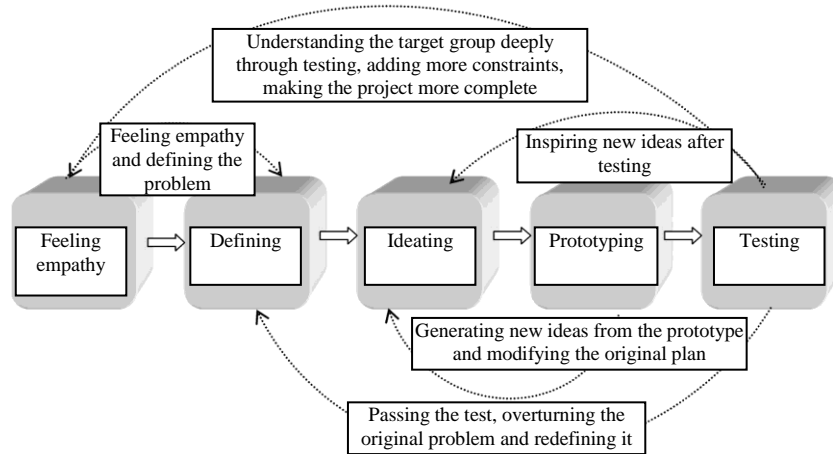 Understanding the target group deeply
through testing, adding more constraints,
making the project more complete
Feeling empathy
and defining the
problem
Inspiring new ideas after
testing
Feeling
empathy
Defining
Ideating
Prototyping
Testing
Generating new ideas from the prototype
and modifying the original plan
Passing the test, overturning the
original problem and redefining it